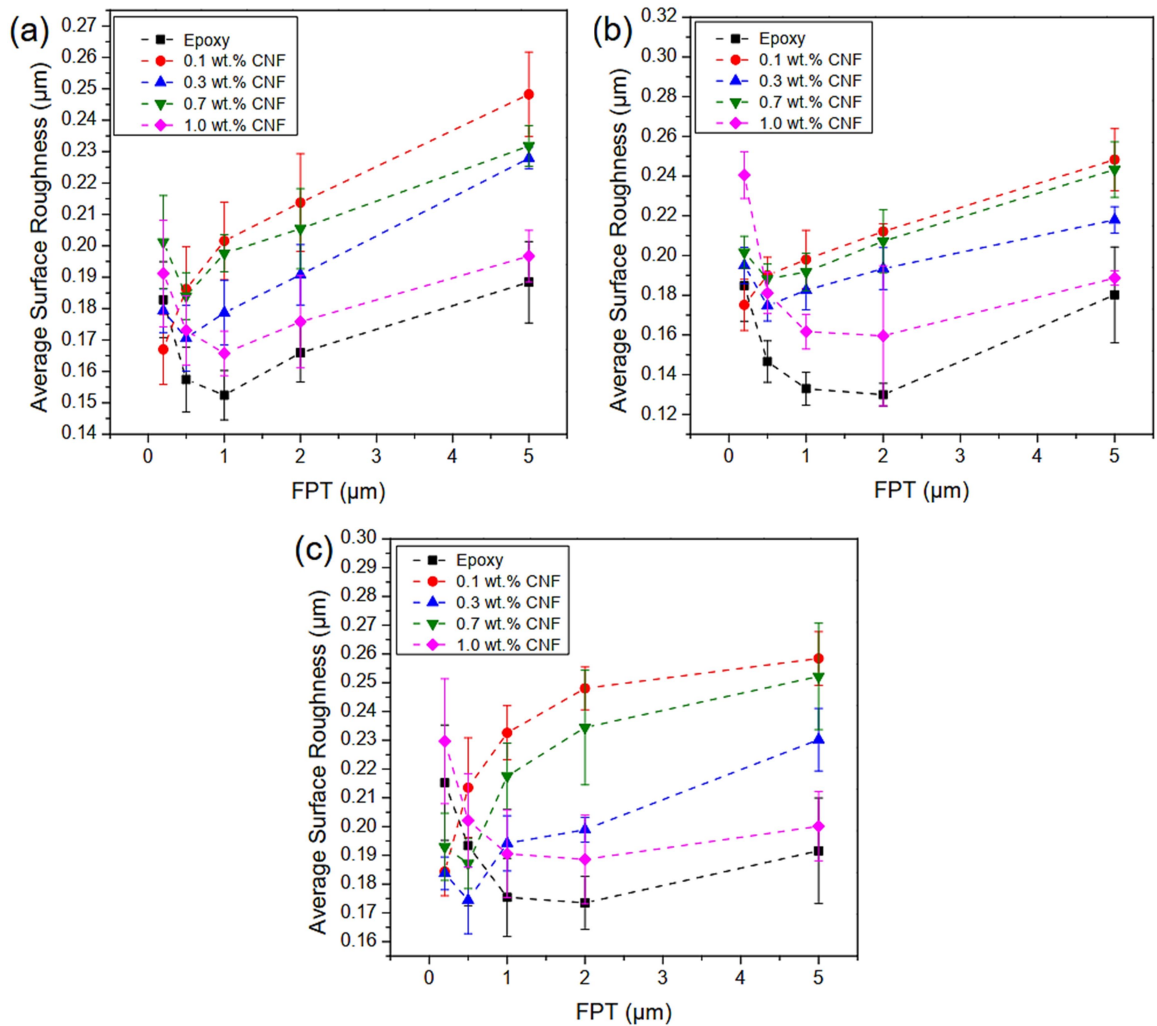 (a)
Average Surface Roughness (µm)
0.27
0.26
0.25
0.24
0.23
0.22
0.21
0.20
0.19
0.18
0.17
0.16
0.15
0.14
Epoxy
0.1 wt.% CNF
0.3 wt.% CNF
0.7 wt.% CNF
1.0 wt.% CNF
0 1 2 3 4 5
FPT (µm)
(b)
Average Surface Roughness (µm)
0.32
0.30
0.28
0.26
0.24
0.22
0.20
0.18
0.16
0.14
0.12
Epoxy
0.1 wt.% CNF
0.3 wt.% CNF
0.7 wt.% CNF
1.0 wt.% CNF
0 1 2 3 4 5
FPT (µm)
(c)
Average Surface Roughness (µm)
0.30
0.29
0.28
0.27
0.26
0.25
0.24
0.23
0.22
0.21
0.20
0.19
0.18
0.17
0.16
Epoxy
0.1 wt.% CNF
0.3 wt.% CNF
0.7 wt.% CNF
1.0 wt.% CNF
0 1 2 3 4 5
FPT (µm)